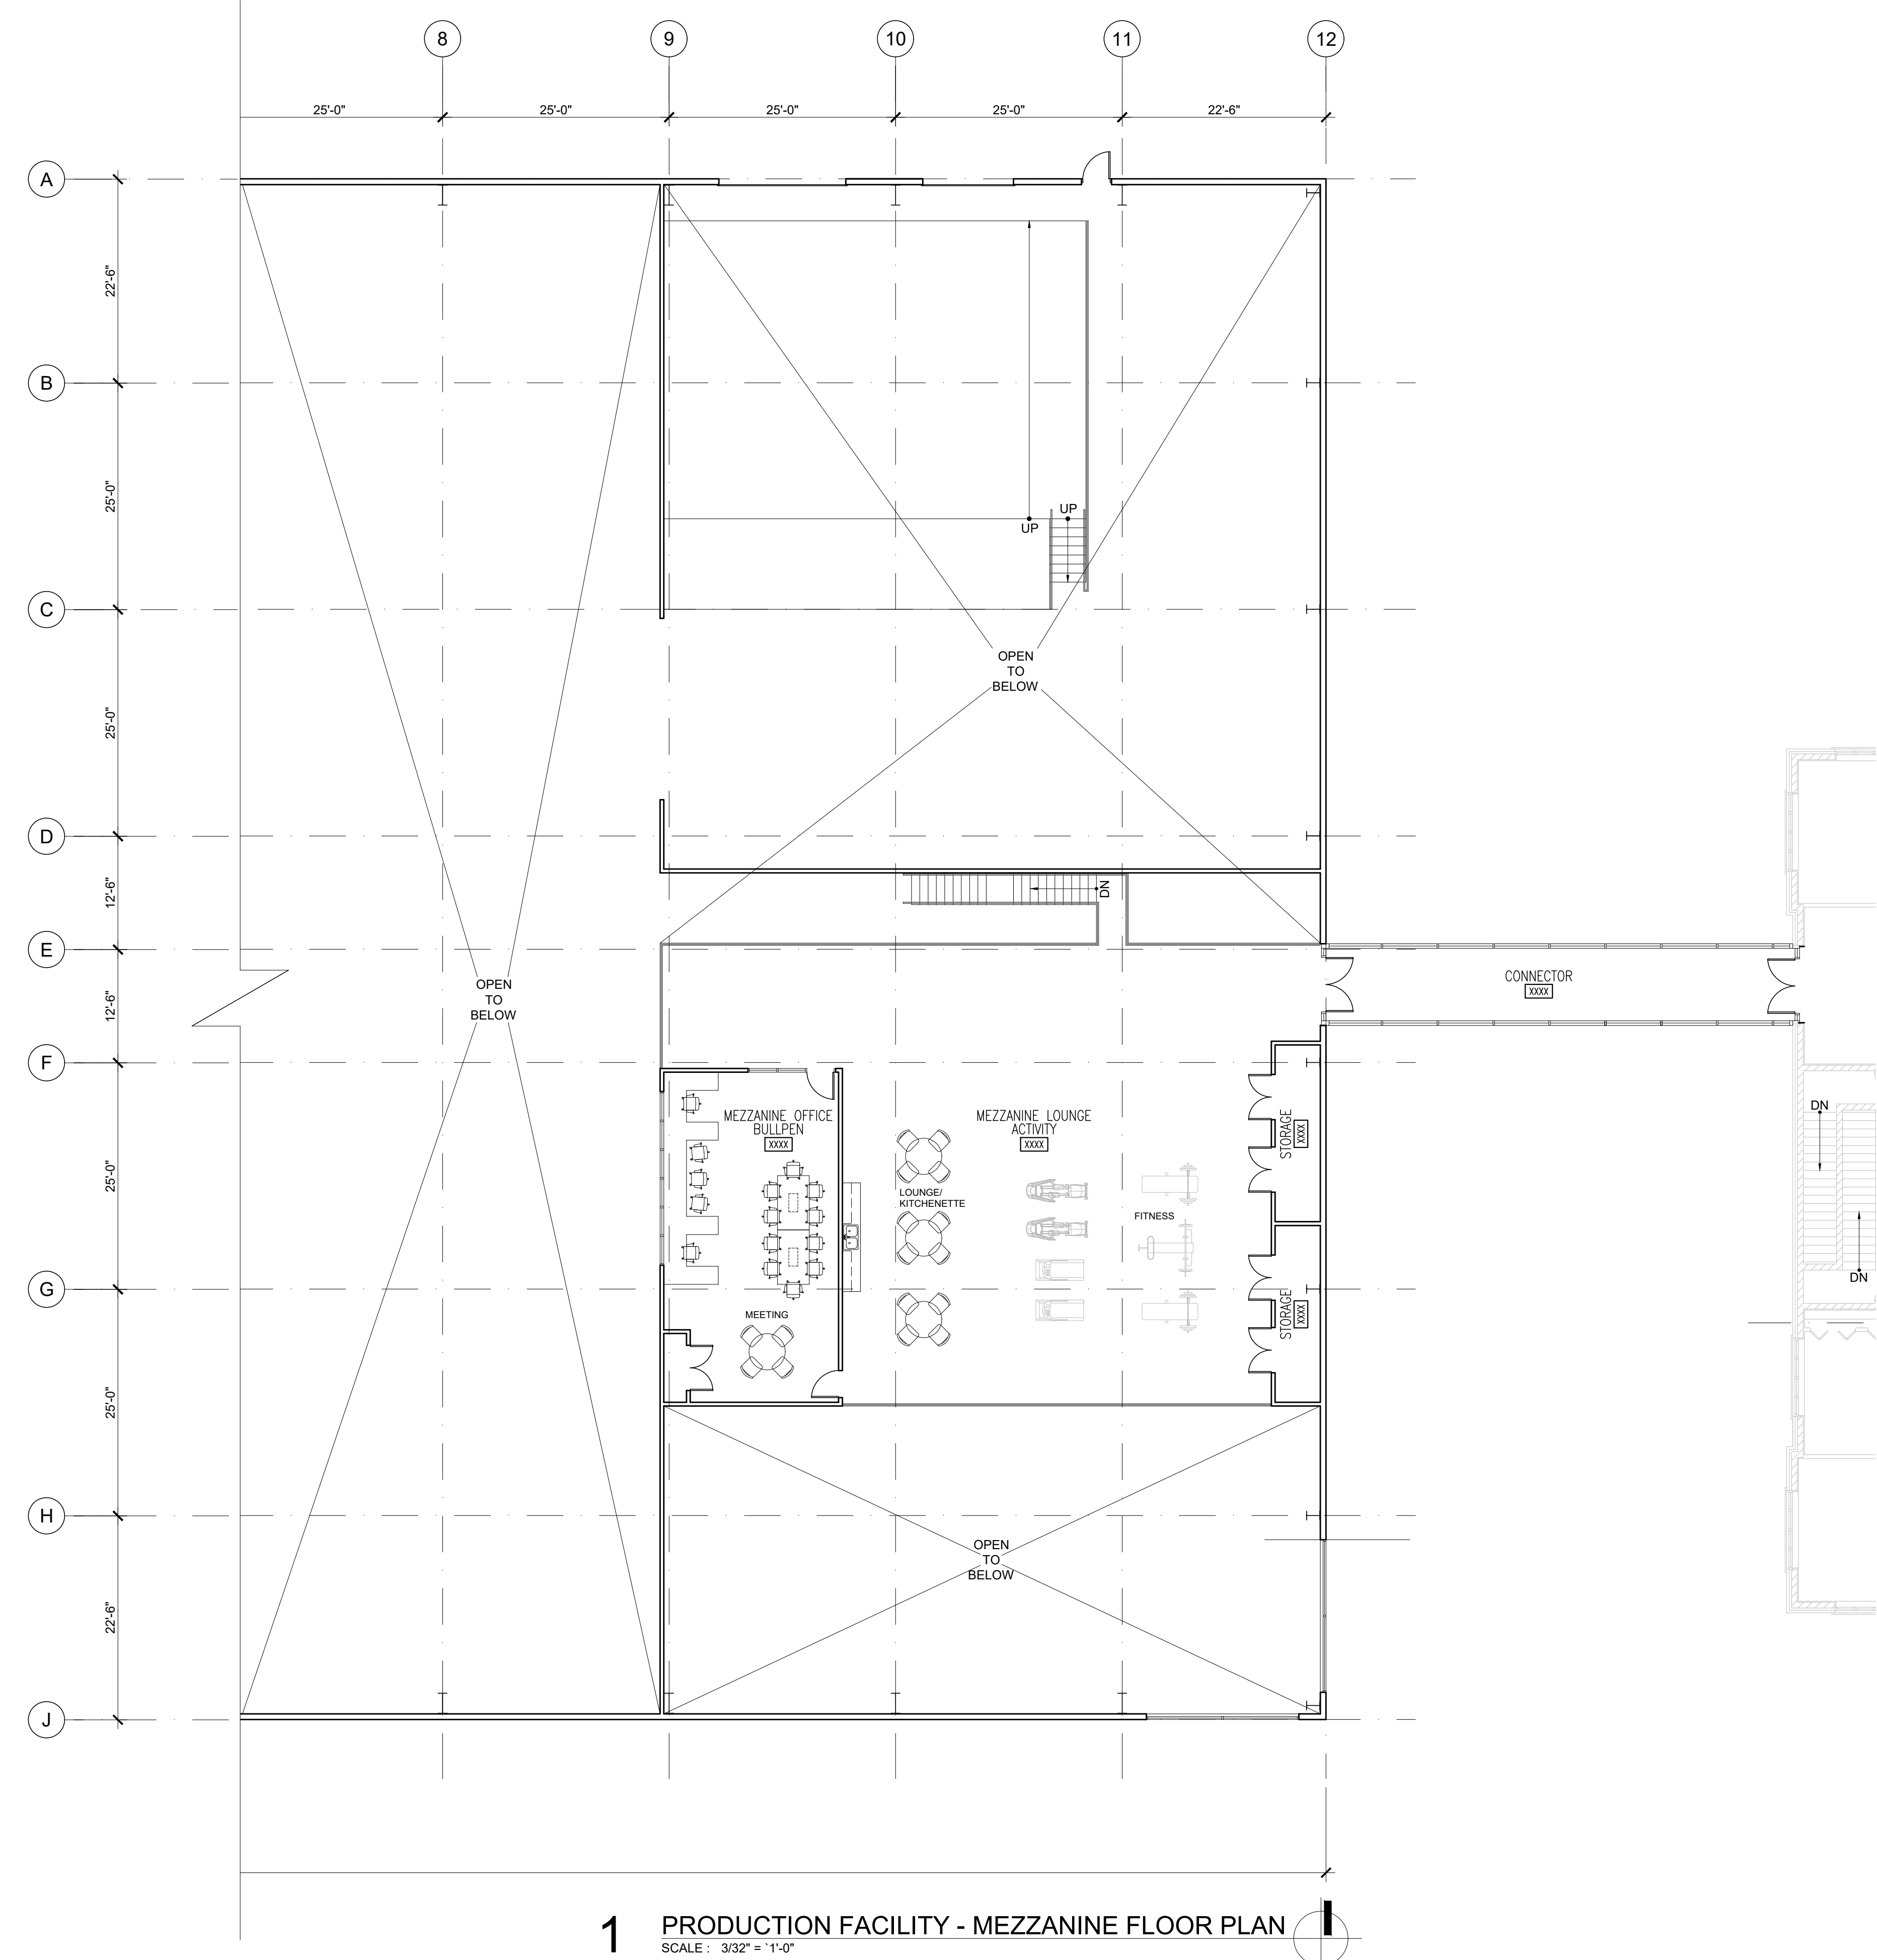 8
9
10
11
12
25'-0"
25'-0"
25'-0"
25'-0"
22'-6"
A
22'-6"
B
25'-0"
UP
UP
C
OPEN
TO
BELOW
25'-0"
D
12'-6"
DN
E
CONNECTOR
XXXX
OPEN
TO
BELOW
12'-6"
F
MEZZANINE OFFICE
BULLPEN
XXXX
MEZZANINE LOUNGE
ACTIVITY
XXXX
STORAGE
XXXX
DN
25'-0"
LOUNGE/
KITCHENETTE
FITNESS
DN
G
MEETING
STORAGE
XXXX
25'-0"
H
OPEN
TO
BELOW
22'-6"
J
1
PRODUCTION FACILITY - MEZZANINE FLOOR PLAN
SCALE : 3/32" = `1'-0"